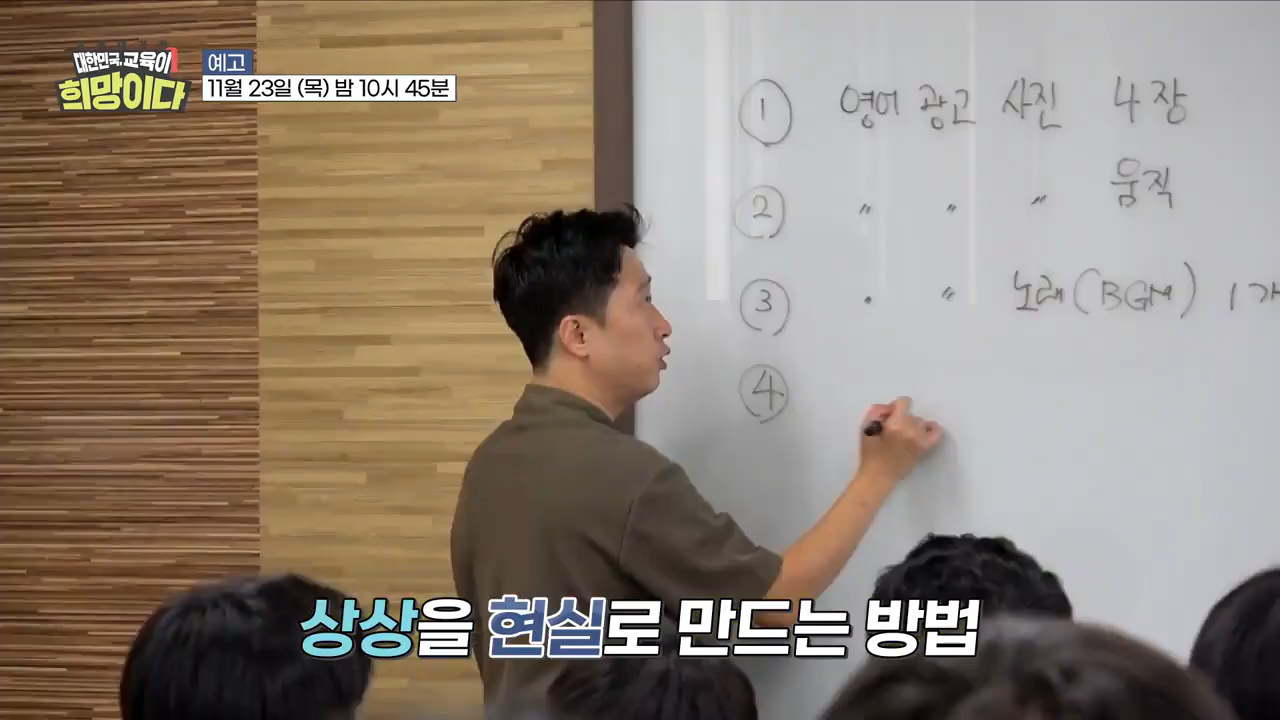 대한민국, 교육이
희망이다
예고
11월 23일 (목) 밤 10시 45분
① 영어 광고 사진 4장
② 〃 〃 〃 움직
③ 〃 〃 노래(BGM) 1개
④
상상을 현실로 만드는 방법